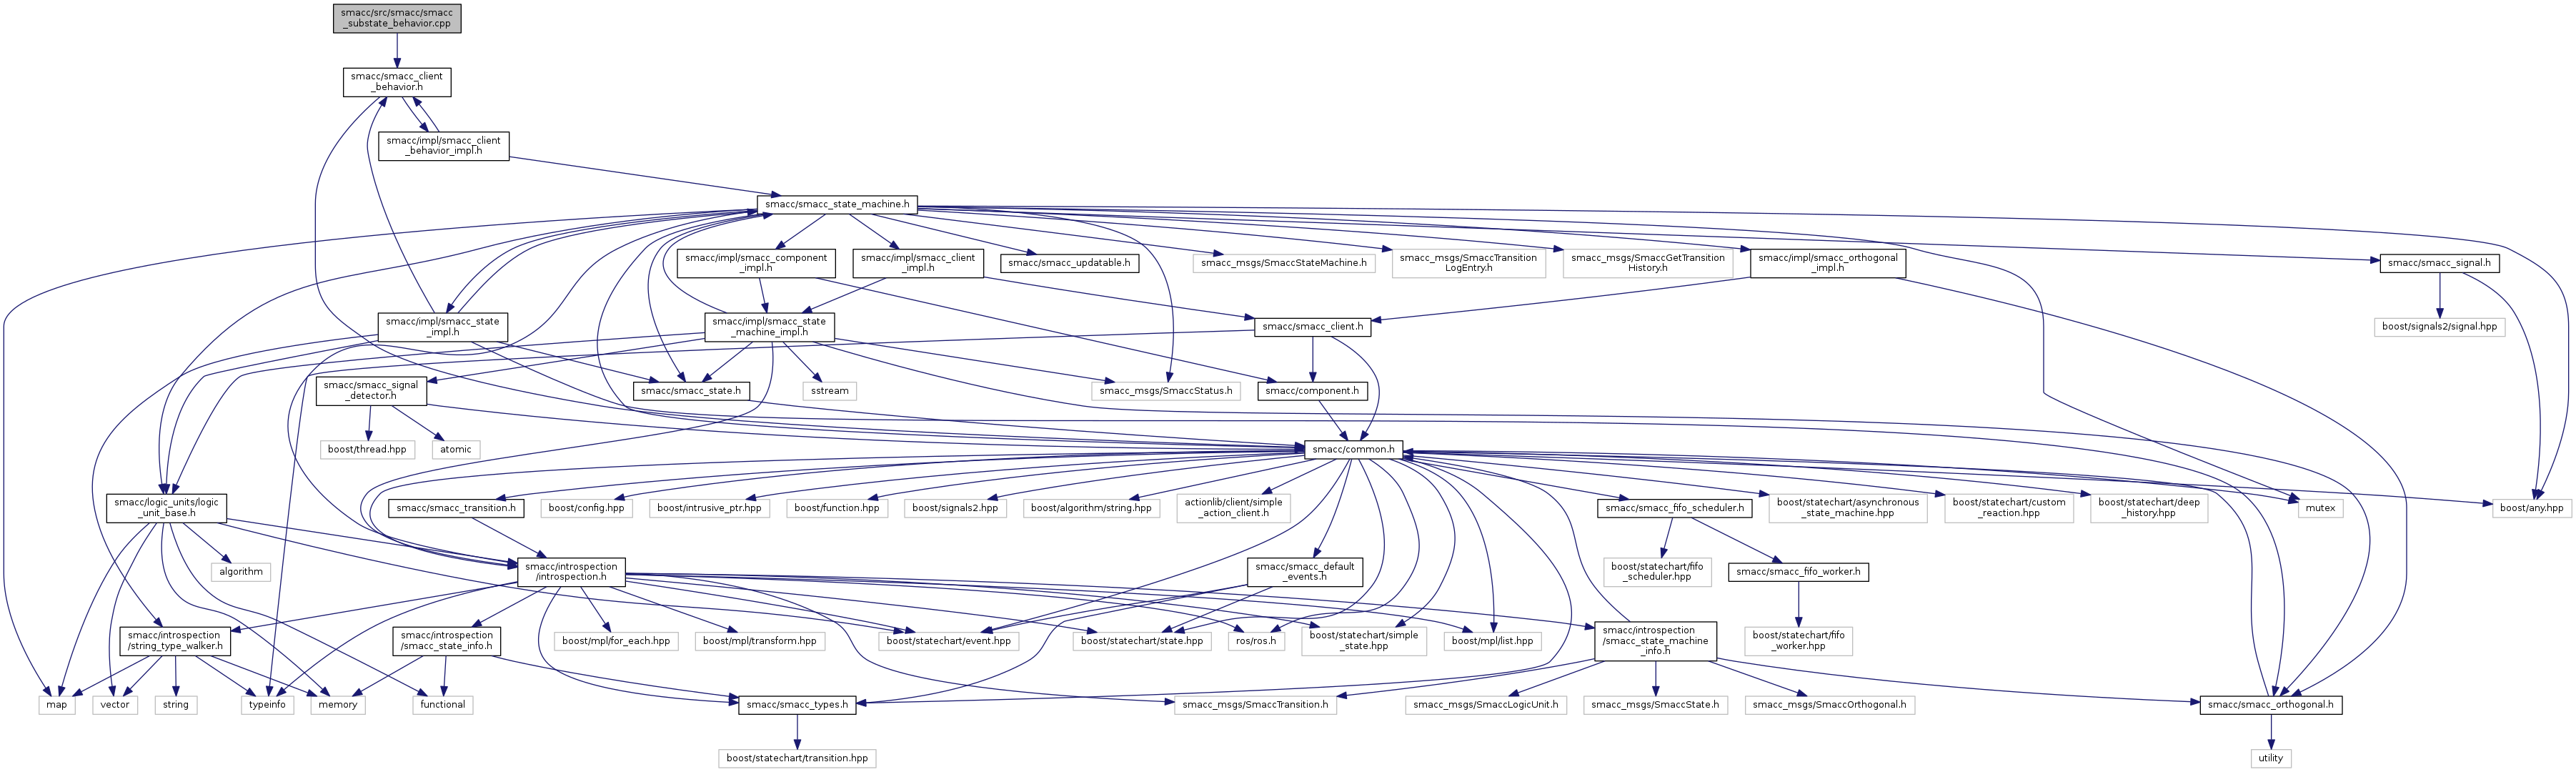 smacc/src/smacc/smacc
_substate_behavior.cpp
smacc/smacc_client
_behavior.h
smacc/impl/smacc_client
_behavior_impl.h
smacc/smacc_state_machine.h
smacc/impl/smacc_component
_impl.h
smacc/impl/smacc_client
_impl.h
smacc/smacc_updatable.h
smacc_msgs/SmaccStateMachine.h
smacc_msgs/SmaccTransition
LogEntry.h
smacc_msgs/SmaccGetTransition
History.h
smacc/impl/smacc_orthogonal
_impl.h
smacc/smacc_signal.h
smacc/impl/smacc_state
_impl.h
smacc/impl/smacc_state
_machine_impl.h
smacc/smacc_client.h
boost/signals2/signal.hpp
smacc/smacc_signal
_detector.h
smacc/smacc_state.h
sstream
smacc_msgs/SmaccStatus.h
smacc/component.h
boost/thread.hpp
atomic
smacc/common.h
smacc/logic_units/logic
_unit_base.h
smacc/smacc_transition.h
boost/config.hpp
boost/intrusive_ptr.hpp
boost/function.hpp
boost/signals2.hpp
boost/algorithm/string.hpp
actionlib/client/simple
_action_client.h
smacc/smacc_fifo_scheduler.h
boost/statechart/asynchronous
_state_machine.hpp
boost/statechart/custom
_reaction.hpp
boost/statechart/deep
_history.hpp
mutex
boost/any.hpp
algorithm
smacc/introspection
/introspection.h
smacc/smacc_default
_events.h
boost/statechart/fifo
_scheduler.hpp
smacc/smacc_fifo_worker.h
smacc/introspection
/string_type_walker.h
smacc/introspection
/smacc_state_info.h
boost/mpl/for_each.hpp
boost/mpl/transform.hpp
boost/statechart/event.hpp
boost/statechart/state.hpp
ros/ros.h
boost/statechart/simple
_state.hpp
boost/mpl/list.hpp
smacc/introspection
/smacc_state_machine
_info.h
boost/statechart/fifo
_worker.hpp
map
vector
string
typeinfo
memory
functional
smacc/smacc_types.h
smacc_msgs/SmaccTransition.h
smacc_msgs/SmaccLogicUnit.h
smacc_msgs/SmaccState.h
smacc_msgs/SmaccOrthogonal.h
smacc/smacc_orthogonal.h
boost/statechart/transition.hpp
utility